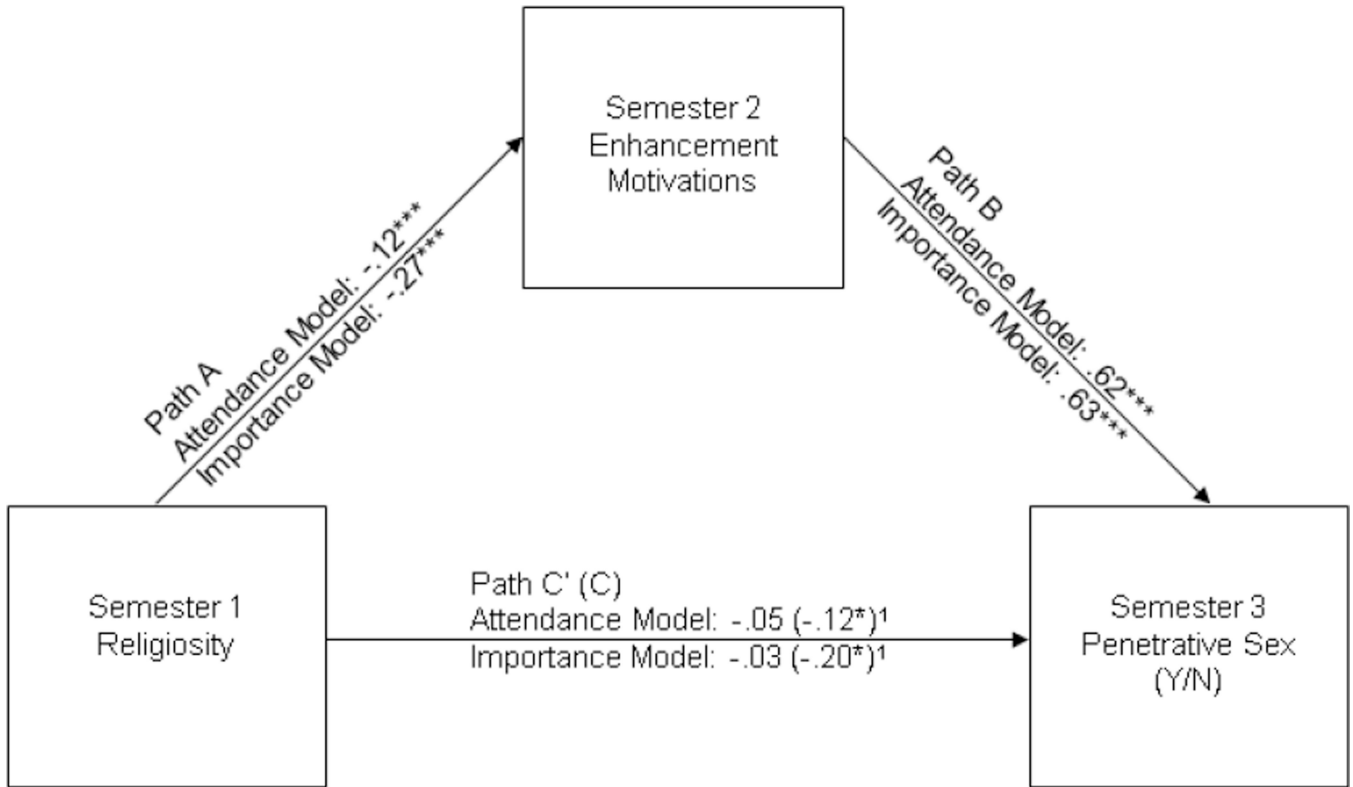 Semester 2
Enhancement
Motivations
Path A
Attendance Model: -.12***
Importance Model: -.27***
Path B
Attendance Model: .62***
Importance Model: .63***
Semester 1
Religiosity
Path C' (C)
Attendance Model: -.05 (-.12*)¹
Importance Model: -.03 (-.20*)¹
Semester 3
Penetrative Sex
(Y/N)